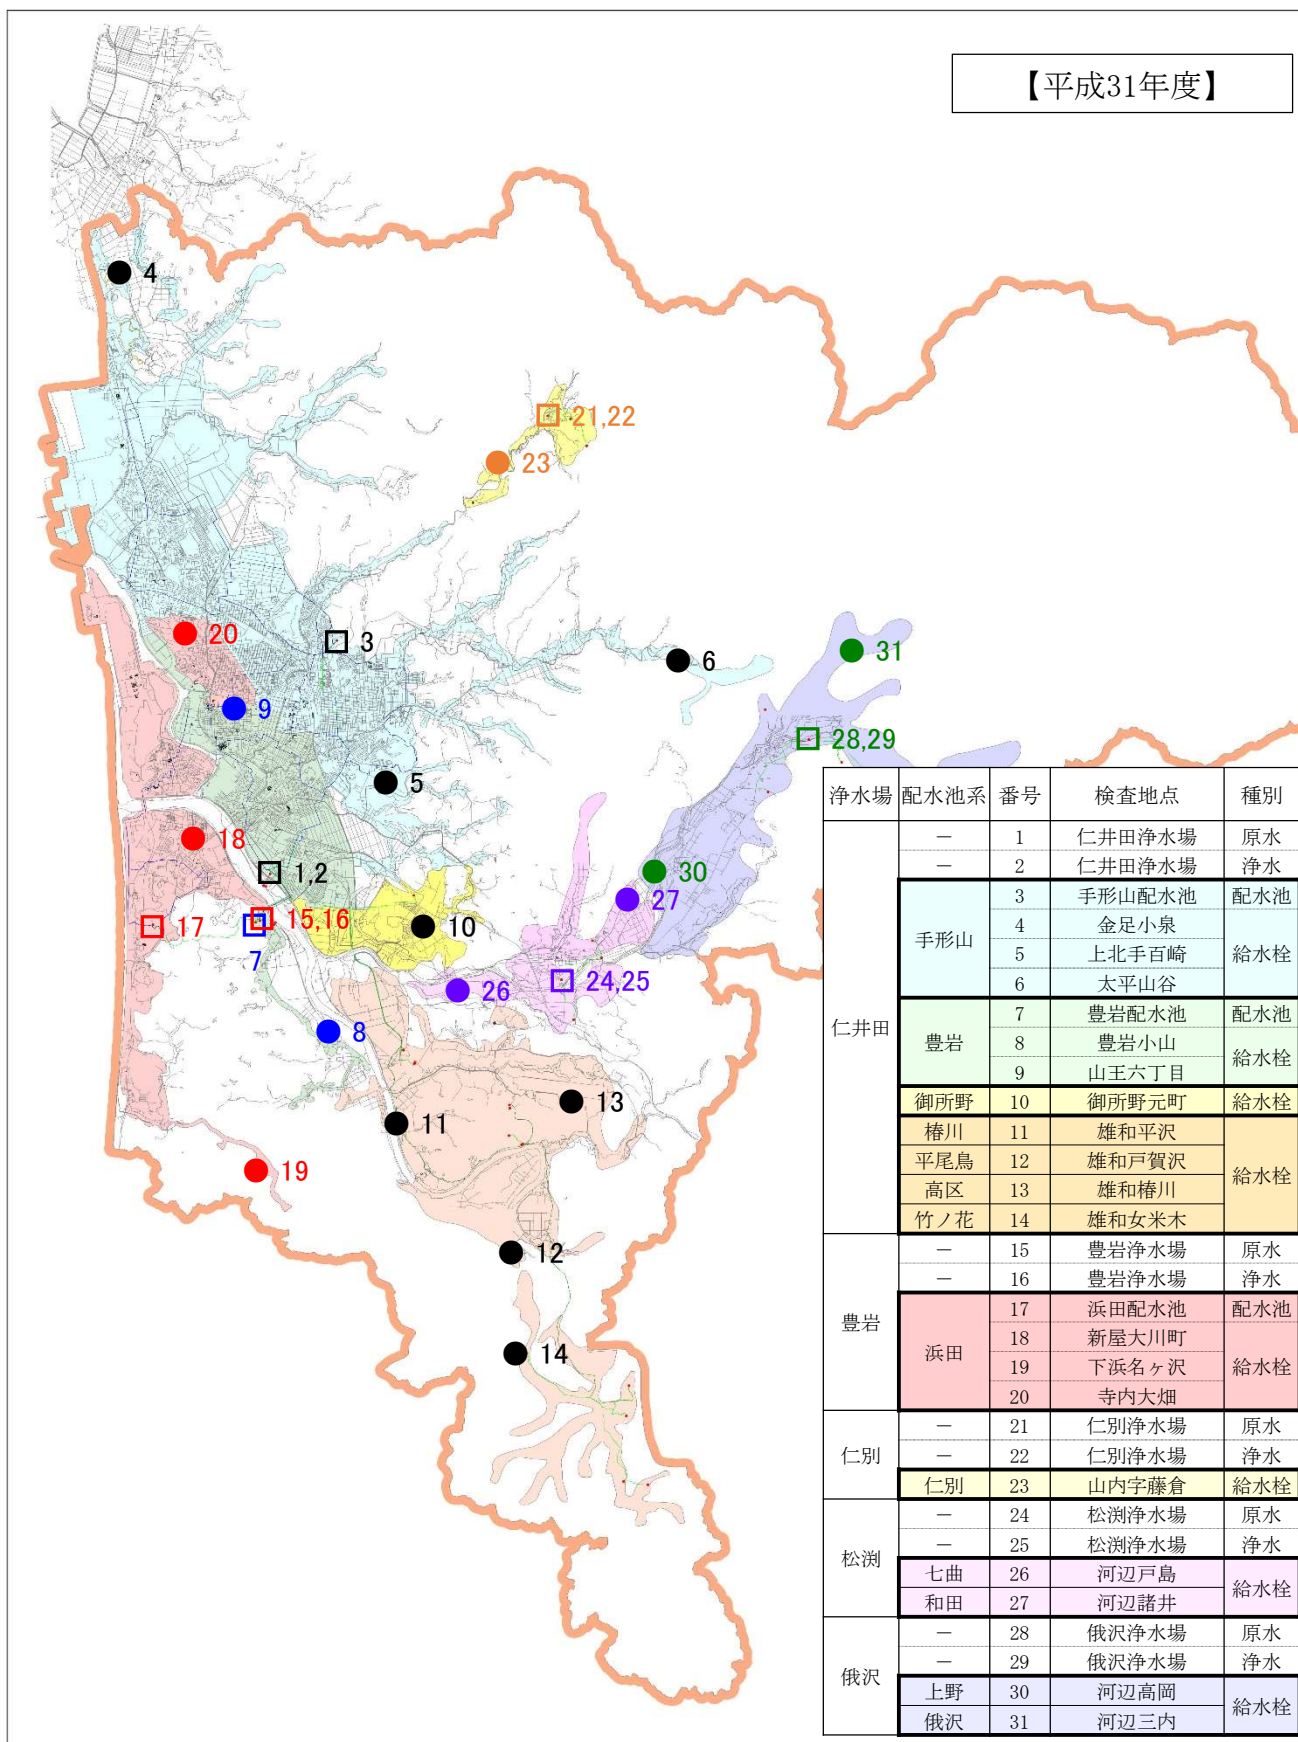 【平成31年度】
4
21,22
23
20
3
6
31
9
28,29
5
18
1,2
30
27
17
15,16
10
7
26
24,25
8
13
11
19
12
14
浄水場 配水池系 番号 検査地点 種別
仁井田 － 1 仁井田浄水場 原水
－ 2 仁井田浄水場 浄水
手形山 3 手形山配水池 配水池
4 金足小泉 給水栓
5 上北手百崎
6 太平山谷
豊岩 7 豊岩配水池 配水池
8 豊岩小山 給水栓
9 山王六丁目
御所野 10 御所野元町 給水栓
椿川 11 雄和平沢 給水栓
平尾鳥 12 雄和戸賀沢
高区 13 雄和椿川
竹ノ花 14 雄和女米木
豊岩 － 15 豊岩浄水場 原水
－ 16 豊岩浄水場 浄水
浜田 17 浜田配水池 配水池
18 新屋大川町 給水栓
19 下浜名ヶ沢
20 寺内大畑
仁別 － 21 仁別浄水場 原水
－ 22 仁別浄水場 浄水
仁別 23 山内字藤倉 給水栓
松渕 － 24 松渕浄水場 原水
－ 25 松渕浄水場 浄水
七曲 26 河辺戸島 給水栓
和田 27 河辺諸井
俄沢 － 28 俄沢浄水場 原水
－ 29 俄沢浄水場 浄水
上野 30 河辺高岡 給水栓
俄沢 31 河辺三内